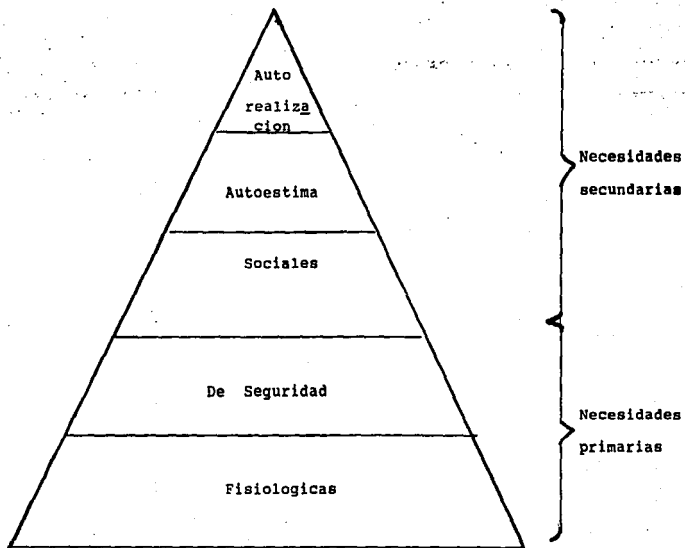 Auto
realiza
cion
Necesidades
secundarias
Autoestima
Sociales
De Seguridad
Necesidades
primarias
Fisiologicas